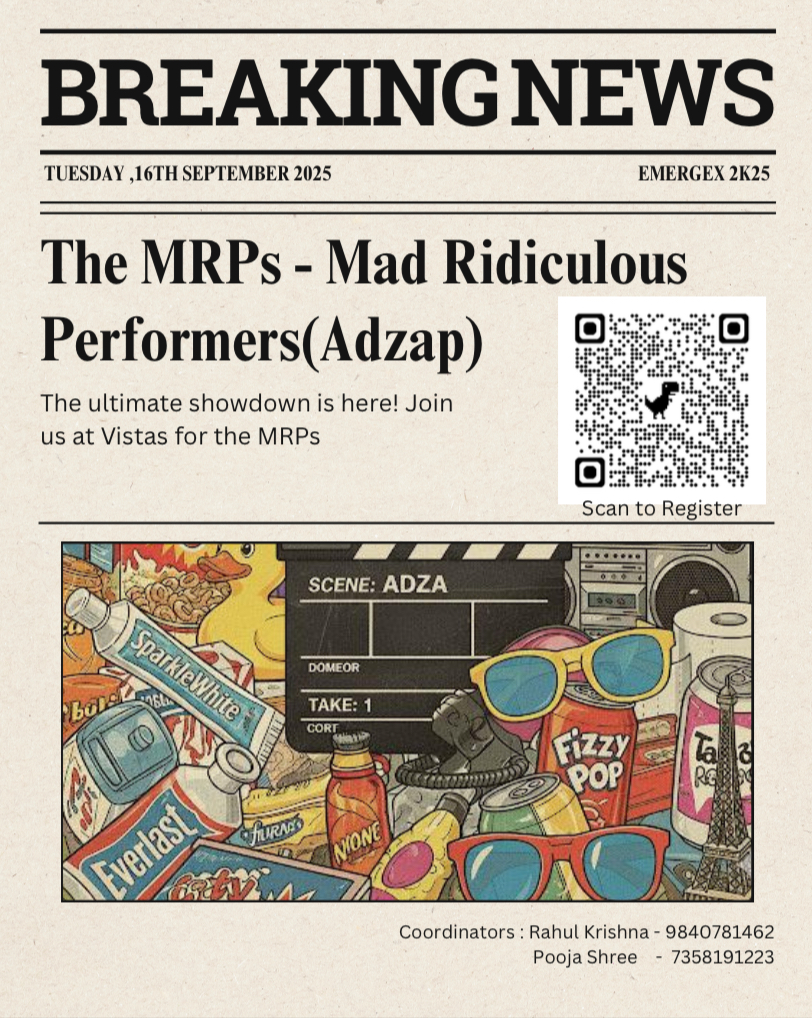 BREAKING NEWS
TUESDAY ,16TH SEPTEMBER 2025
EMERGEX 2K25
The MRPs - Mad Ridiculous
Performers(Adzap)
The ultimate showdown is here! Join
us at Vistas for the MRPs
Scan to Register
SCENE: ADZA
DOMEOR
TAKE: 1
CORT
SparkleWhite
FIZZY
POP
Everlast
NIONE
Coordinators : Rahul Krishna - 9840781462
Pooja Shree - 7358191223